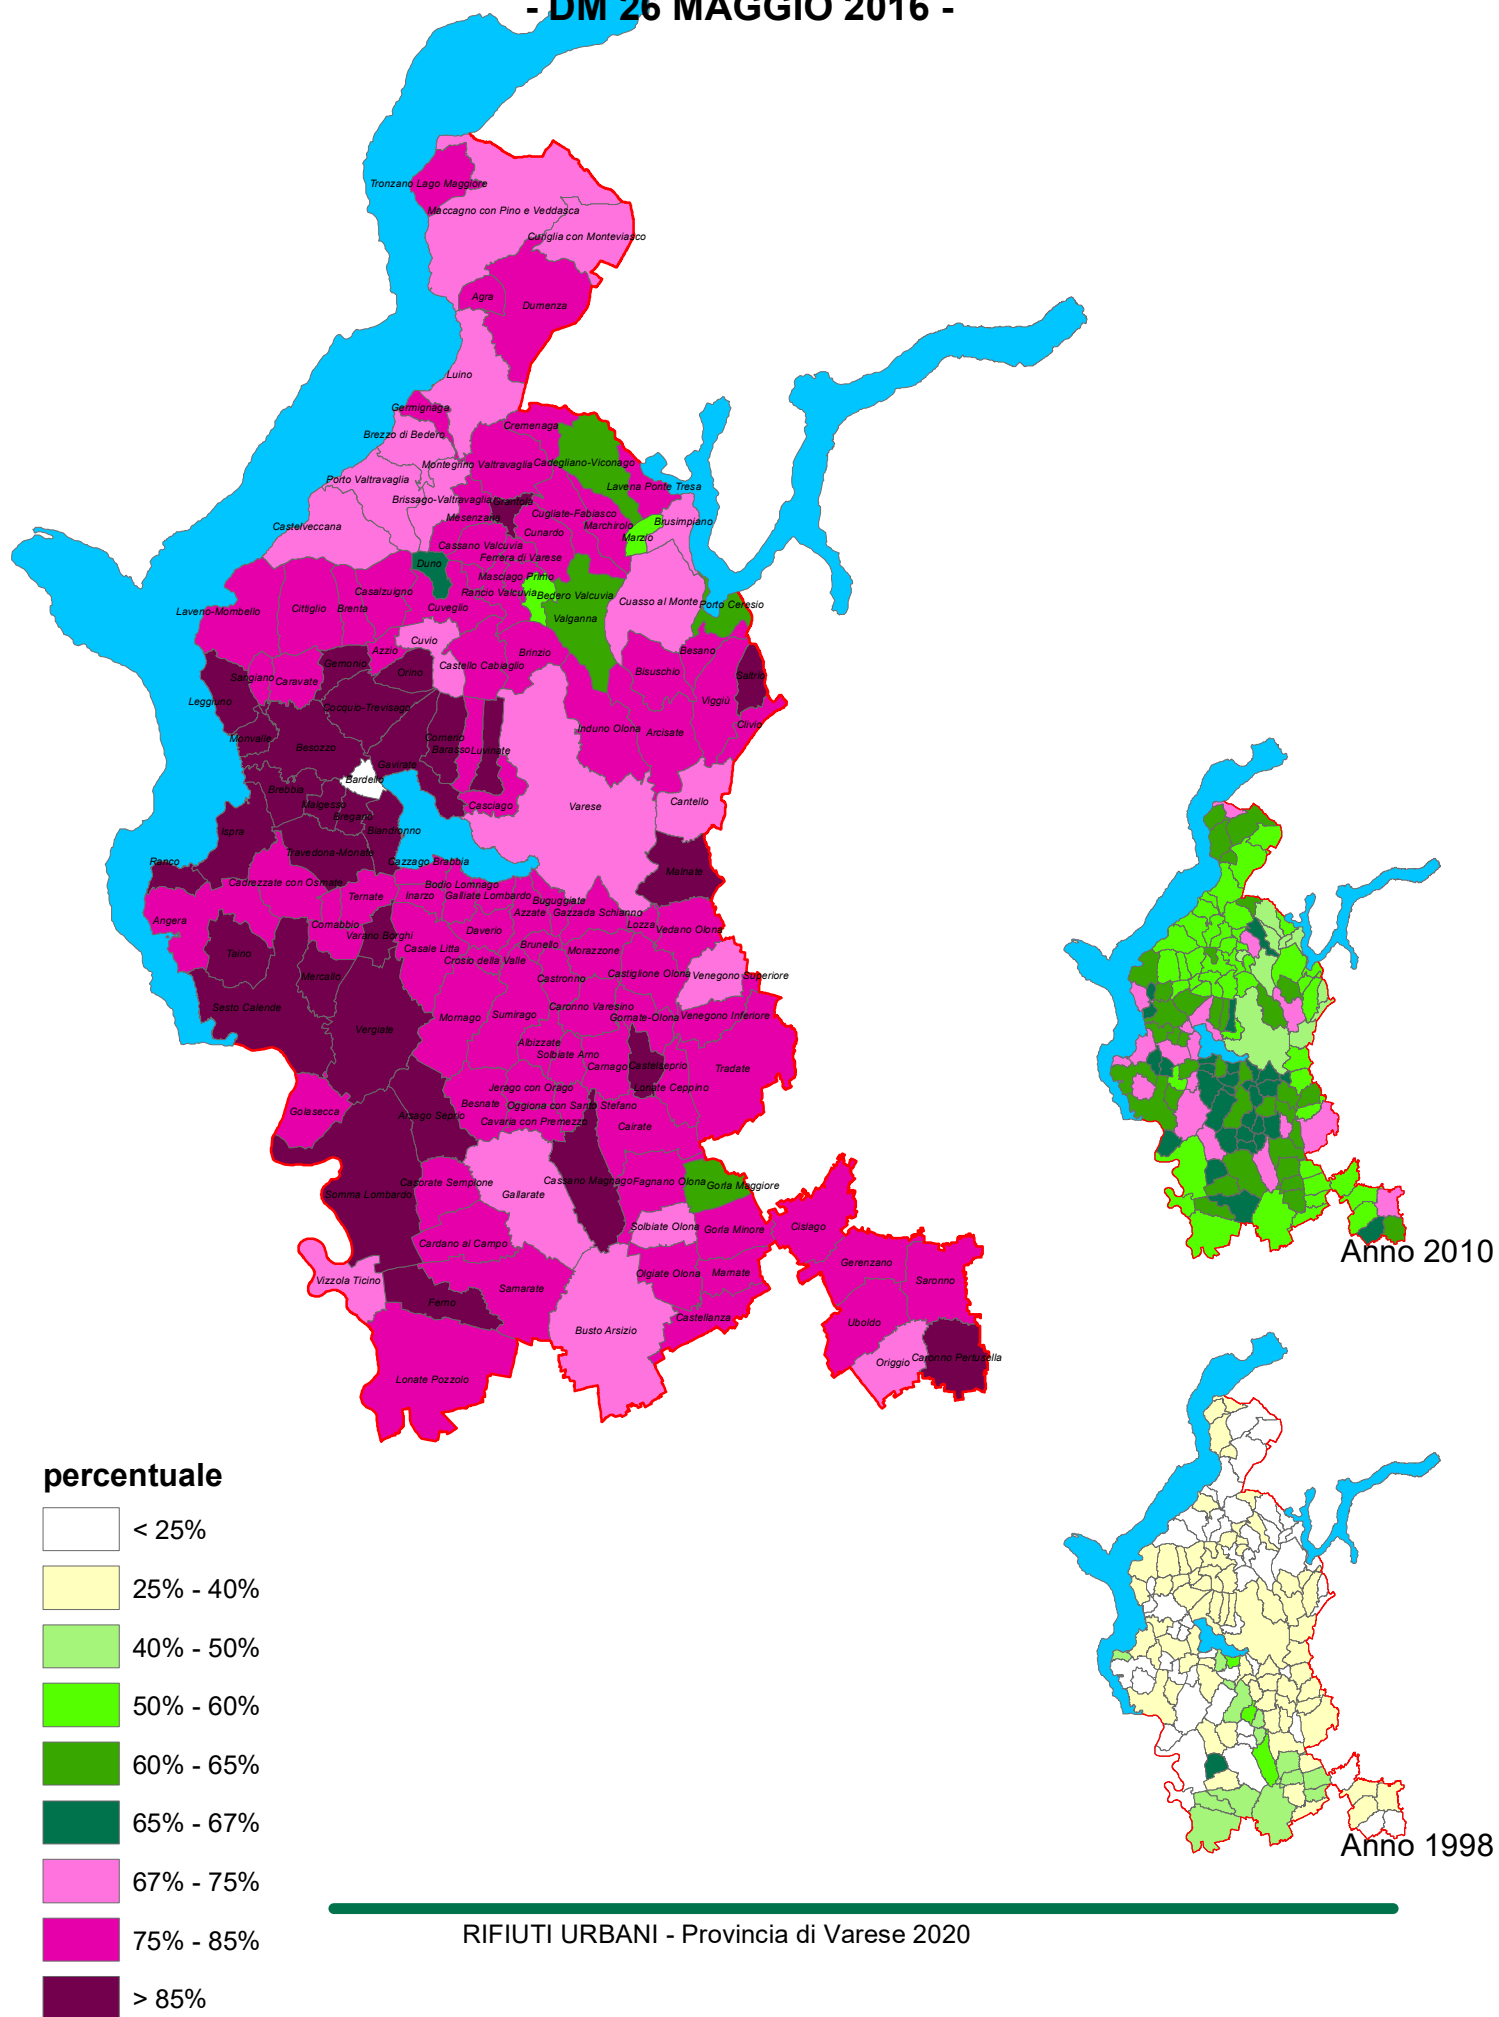 - DM 26 MAGGIO 2016 -
Tronzano Lago Maggiore
Maccagno con Pino e Veddasca
Curiglia con Monteviasco
Agra
Dumenza
Luino
Germignaga
Cremenaga
Brezzo di Bedero
Montegrino Valtravaglia
Cadegliano-Viconago
Porto Valtravaglia
Lavena Ponte Tresa
Brissago-Valtravaglia
Grantola
Cugliate-Fabiasco
Mesenzana
Marchirolo
Brusimpiano
Castelveccana
Cunardo
Marzio
Cassano Valcuvia
Ferrera di Varese
Duno
Masciago Primo
Casalzuigno
Rancio Valcuvia
Bedero Valcuvia
Cuasso al Monte
Porto Ceresio
Laveno-Mombello
Cittiglio
Brenta
Cuveglio
Valganna
Cuvio
Azzio
Brinzio
Besano
Gemonio
Orino
Castello Cabiaglio
Bisuschio
Saltrio
Sangiano
Caravate
Leggiuno
Viggiù
Cocquio-Trevisago
Clivio
Induno Olona
Arcisate
Monvalle
Besozzo
Comerio
Barasso
Luvinate
Gavirate
Bardello
Brebbia
Malgesso
Bregano
Casciago
Varese
Cantello
Ispra
Biandronno
Travedona-Monate
Ranco
Cazzago Brabbia
Malnate
Cadrezzate con Osmate
Bodio Lomnago
Ternate
Inarzo
Galliate Lombardo
Buguggiate
Angera
Azzate
Gazzada Schianno
Comabbio
Lozza
Vedano Olona
Varano Borghi
Daverio
Taino
Casale Litta
Brunello
Morazzone
Crosio della Valle
Mercallo
Castronno
Castiglione Olona
Venegono Superiore
Sesto Calende
Vergiate
Mornago
Sumirago
Caronno Varesino
Gornate-Olona
Venegono Inferiore
Albizzate
Solbiate Arno
Carnago
Castelseprio
Tradate
Jerago con Orago
Lonate Ceppino
Golasecca
Arsago Seprio
Besnate
Oggiona con Santo Stefano
Cavaria con Premezzo
Cairate
Casorate Sempione
Cassano Magnago
Fagnano Olona
Gorla Maggiore
Somma Lombardo
Gallarate
Solbiate Olona
Gorla Minore
Cislago
Cardano al Campo
Gerenzano
Vizzola Ticino
Samarate
Olgiate Olona
Marnate
Saronno
Ferno
Castellanza
Uboldo
Busto Arsizio
Origgio
Caronno Pertusella
Lonate Pozzolo
Anno 2010
Anno 1998
percentuale
< 25%
25% - 40%
40% - 50%
50% - 60%
60% - 65%
65% - 67%
67% - 75%
75% - 85%
> 85%
RIFIUTI URBANI - Provincia di Varese 2020